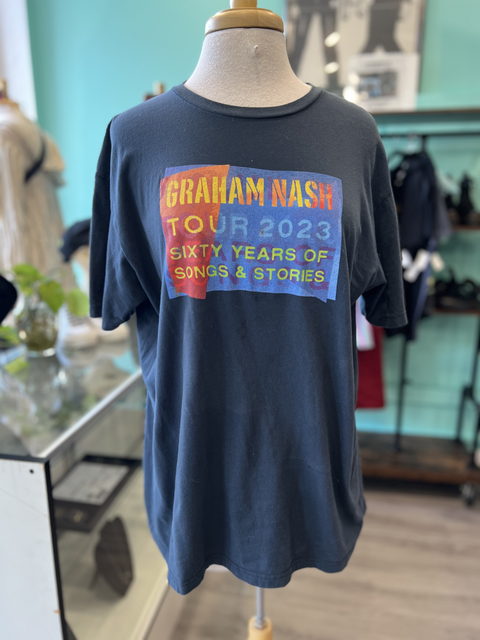 GRAHAM NASH
TOUR 2023
SIXTY YEARS OF
SONGS & STORIES